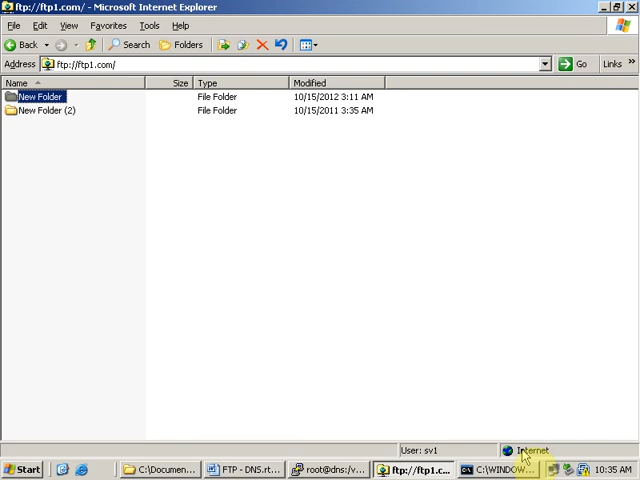 ftp://ftp1.com/ - Microsoft Internet Explorer
File Edit View Favorites Tools Help
Back Search Folders
Address ftp://ftp1.com/ Go Links »
Name Size Type Modified
New Folder File Folder 10/15/2012 3:11 AM
New Folder (2) File Folder 10/15/2011 3:35 AM
User: sv1 Internet
Start C:\Documen... FTP - DNS.rt... root@dns:/v... ftp://ftp1.c... C:\WINDOW... 10:35 AM